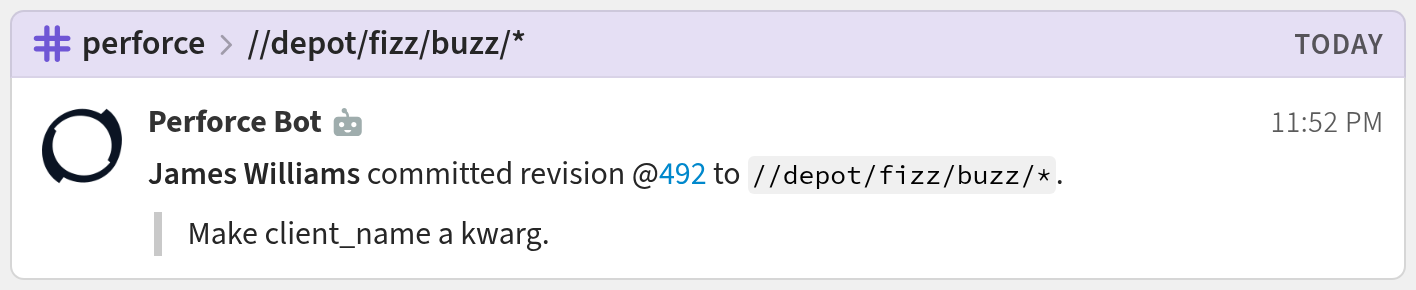 perforce > //depot/fizz/buzz/* TODAY
Perforce Bot 11:52 PM
James Williams committed revision @492 to //depot/fizz/buzz/*.
Make client_name a kwarg.